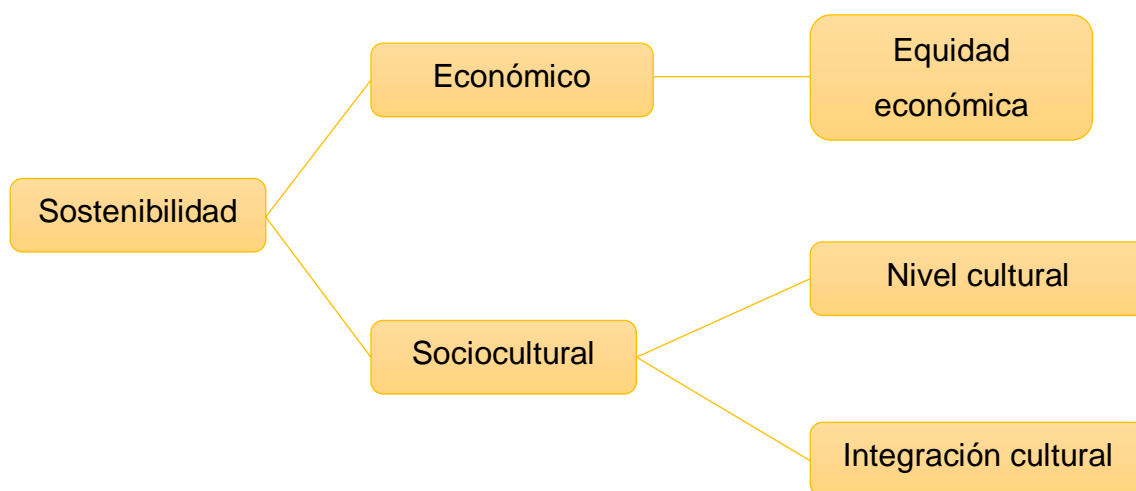 Sostenibilidad
Económico
Equidad
económica
Sociocultural
Nivel cultural
Integración cultural